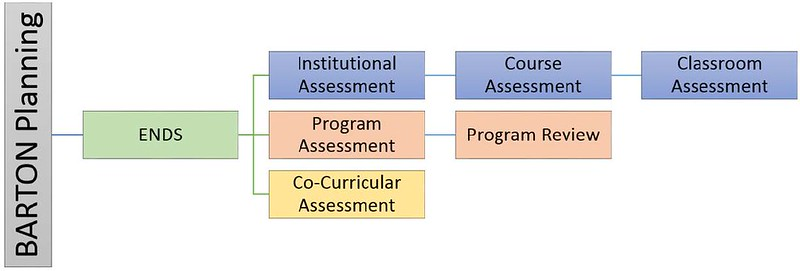 BARTON Planning
ENDS
Institutional
Assessment
Course
Assessment
Classroom
Assessment
Program
Assessment
Program Review
Co-Curricular
Assessment